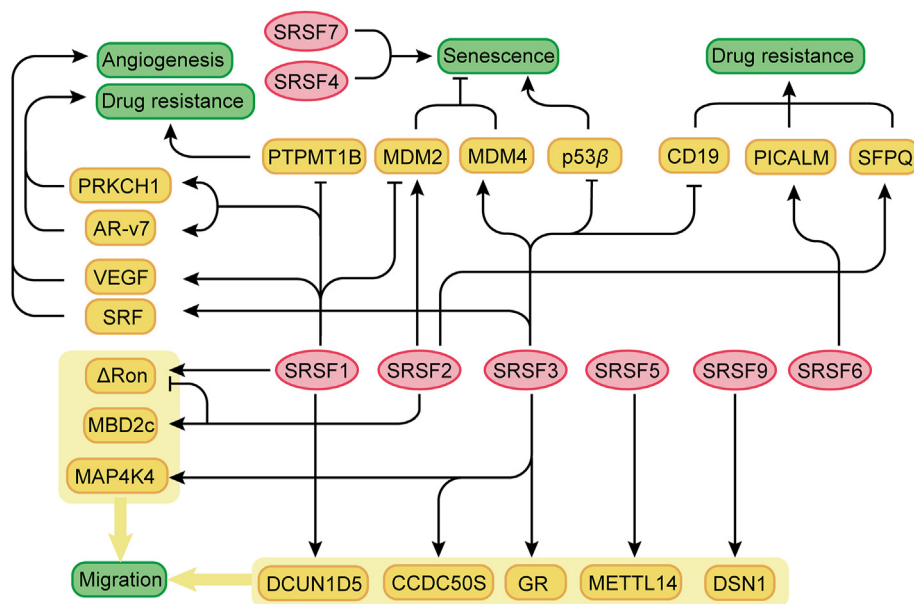 SRSF7
Angiogenesis
Senescence
Drug resistance
SRSF4
Drug resistance
PTPMT1B
MDM2
MDM4
p53β
CD19
PICALM
SFPQ
PRKCH1
AR-v7
VEGF
SRF
ΔRon
SRSF1
SRSF2
SRSF3
SRSF5
SRSF9
SRSF6
MBD2c
MAP4K4
Migration
DCUN1D5
CCDC50S
GR
METTL14
DSN1